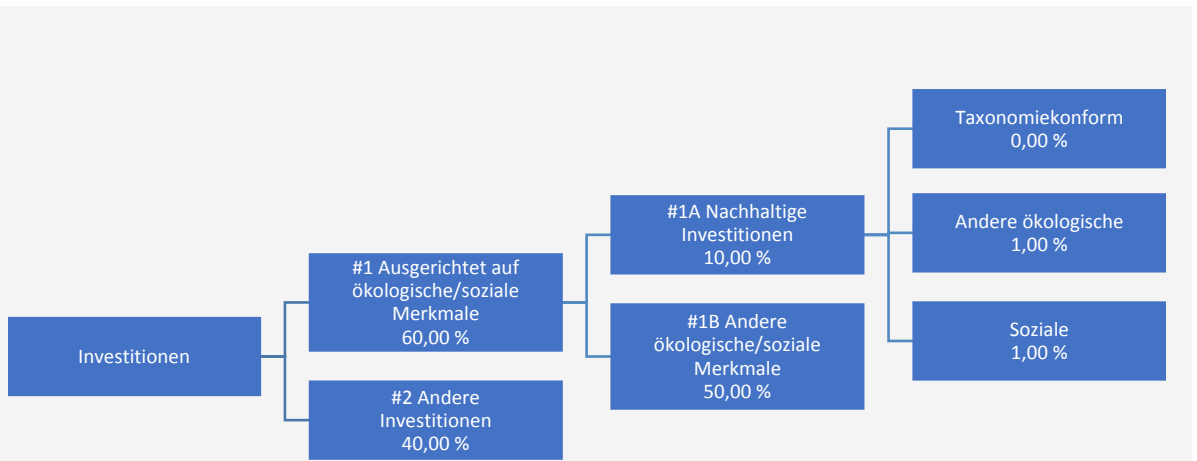 Investitionen
#1 Ausgerichtet auf
ökologische/soziale
Merkmale
60,00 %
#2 Andere
Investitionen
40,00 %
#1A Nachhaltige
Investitionen
10,00 %
#1B Andere
ökologische/soziale
Merkmale
50,00 %
Taxonomiekonform
0,00 %
Andere ökologische
1,00 %
Soziale
1,00 %